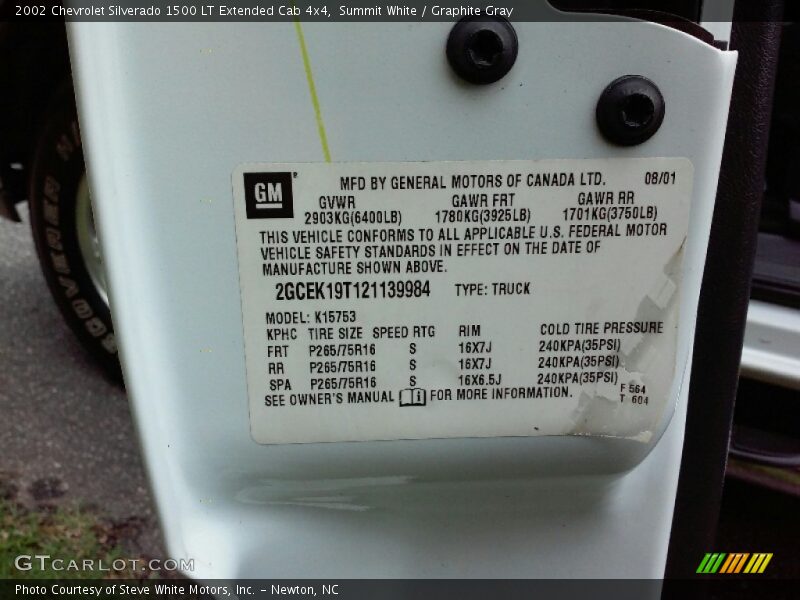 2002 Chevrolet Silverado 1500 LT Extended Cab 4x4, Summit White / Graphite Gray
GM
MFD BY GENERAL MOTORS OF CANADA LTD. 08/01
GVWR GAWR FRT GAWR RR
2903KG(6400LB) 1780KG(3925LB) 1701KG(3750LB)
THIS VEHICLE CONFORMS TO ALL APPLICABLE U.S. FEDERAL MOTOR
VEHICLE SAFETY STANDARDS IN EFFECT ON THE DATE OF
MANUFACTURE SHOWN ABOVE.
2GCEK19T121139984 TYPE: TRUCK
MODEL: K15753
KPHC TIRE SIZE SPEED RTG RIM COLD TIRE PRESSURE
FRT P265/75R16 S 16X7J 240KPA(35PSI)
RR P265/75R16 S 16X7J 240KPA(35PSI)
SPA P265/75R16 S 16X6.5J 240KPA(35PSI)
SEE OWNER'S MANUAL FOR MORE INFORMATION.
F 564
T 604
GTCARLOT.COM
Photo Courtesy of Steve White Motors, Inc. – Newton, NC